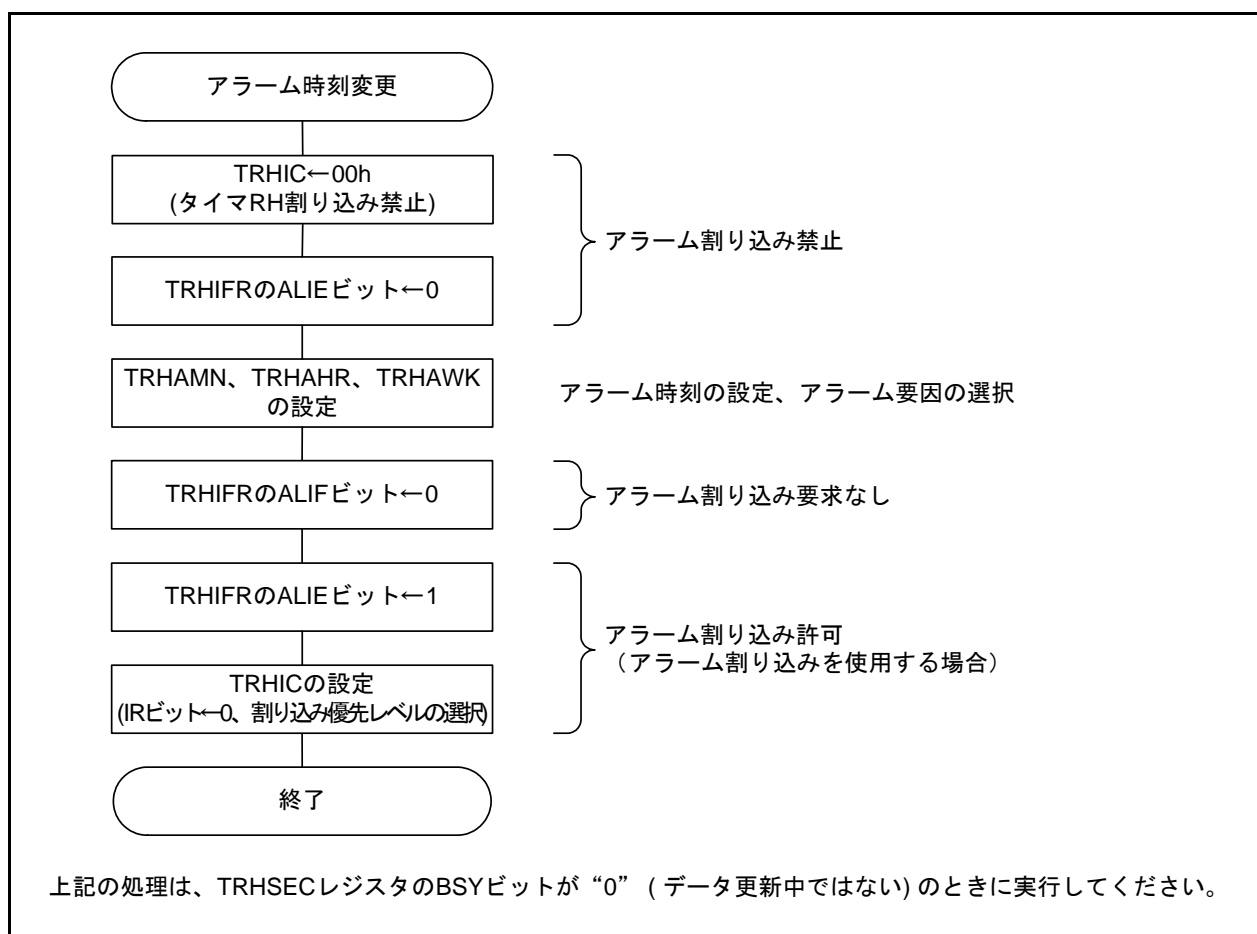 アラーム時刻変更
TRHIC←00h
(タイマRH割り込み禁止)
アラーム割り込み禁止
TRHIFRのALIEビット←0
TRHAMN、TRHAHR、TRHAWK
の設定
アラーム時刻の設定、アラーム要因の選択
TRHIFRのALIFビット←0
アラーム割り込み要求なし
TRHIFRのALIEビット←1
アラーム割り込み許可
（アラーム割り込みを使用する場合）
TRHICの設定
(IRビット←0、割り込み優先レベルの選択)
終了
上記の処理は、TRHSECレジスタのBSYビットが“0” ( データ更新中ではない) のときに実行してください。